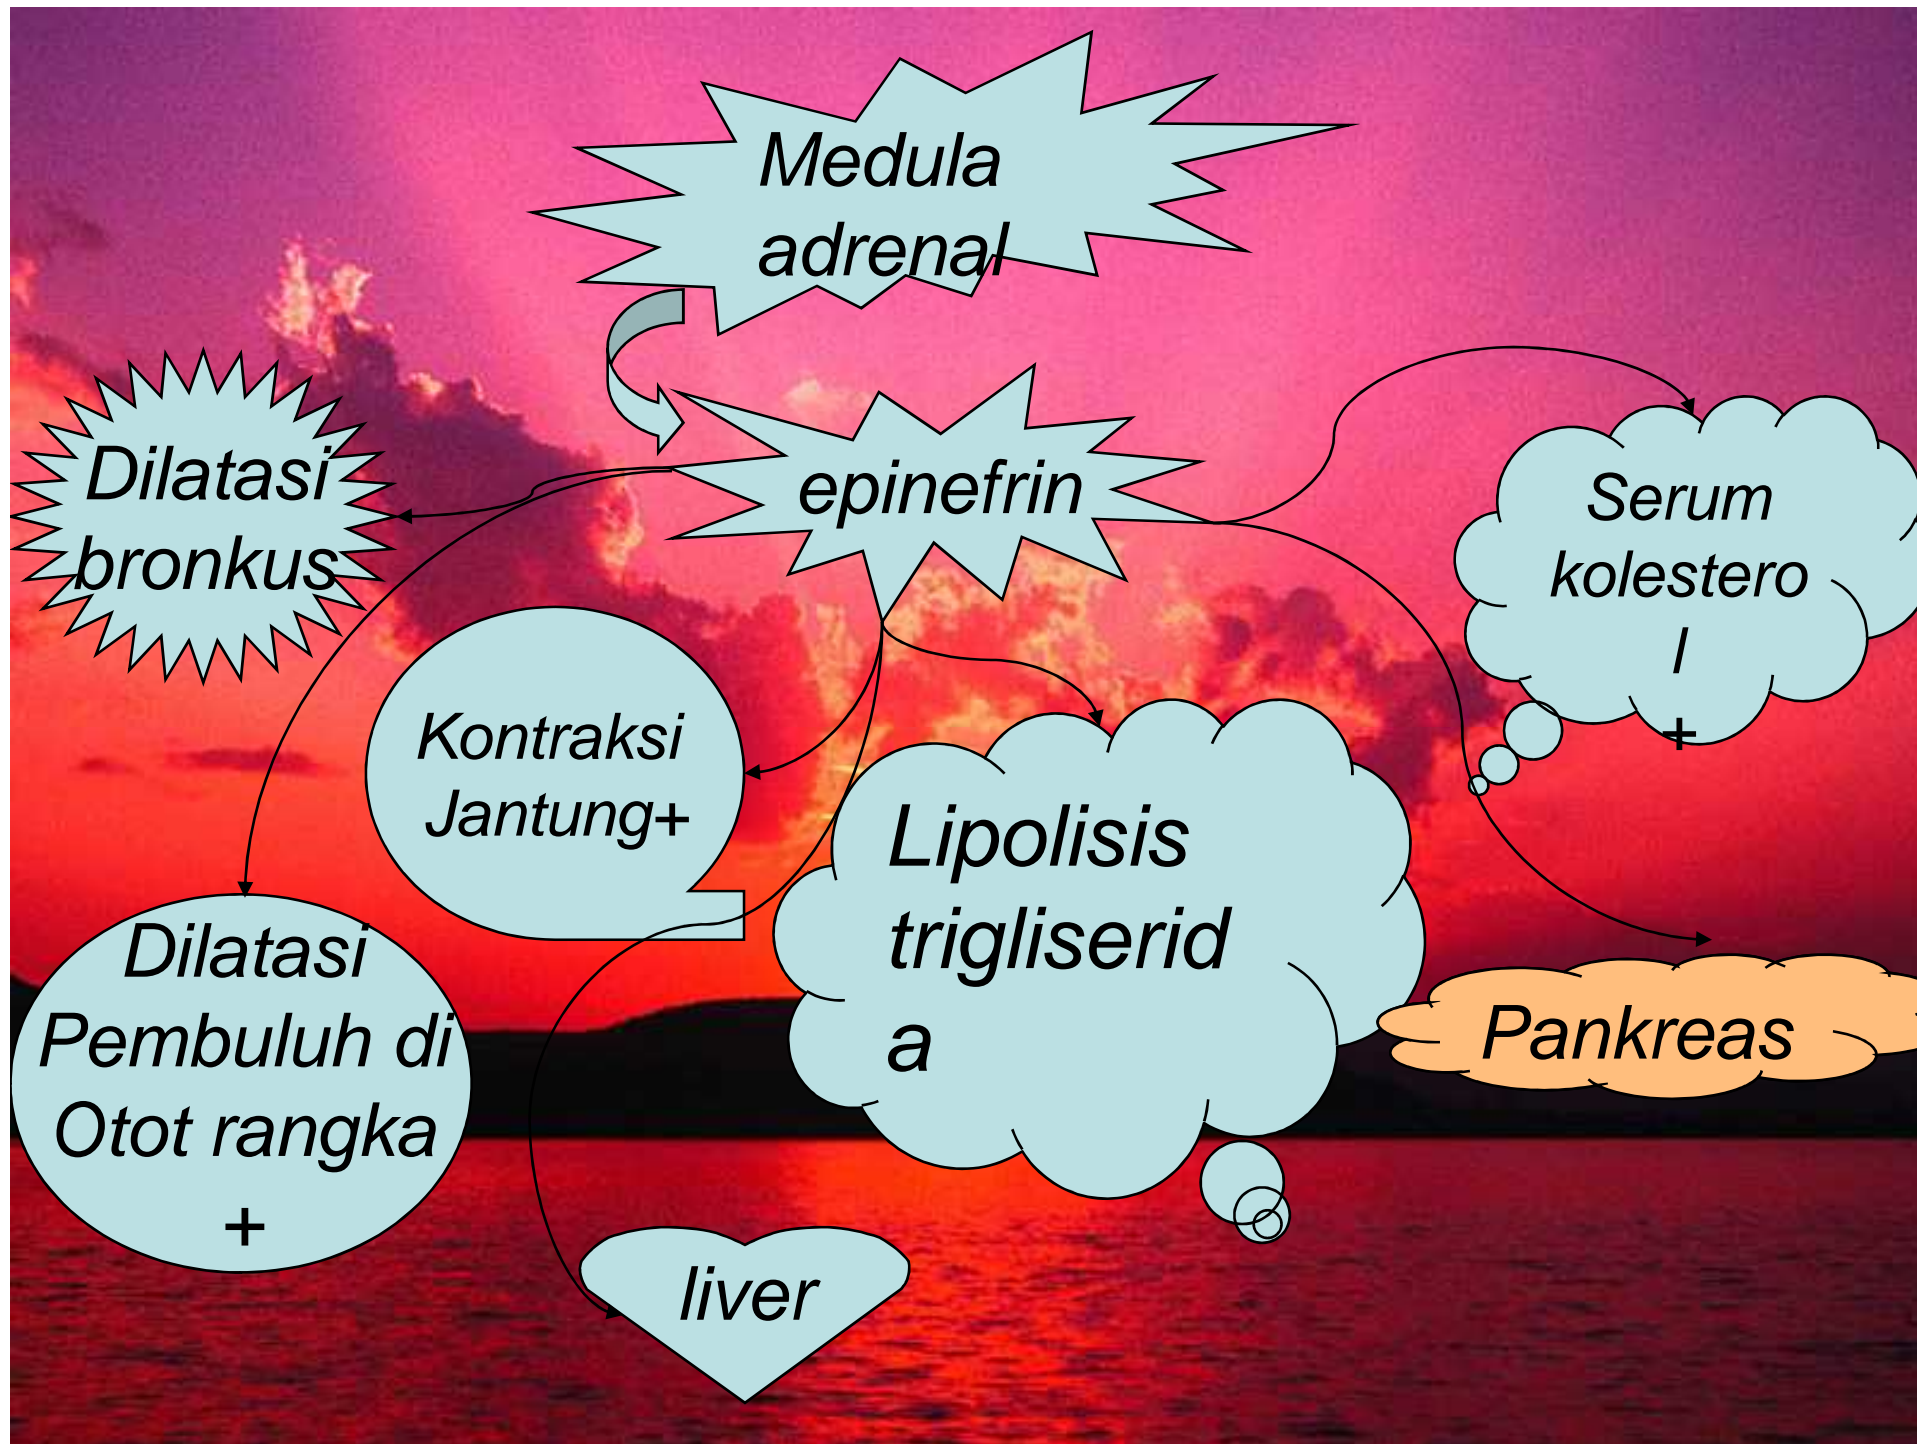 Medula
adrenal
epinefrin
Dilatasi
bronkus
Serum
kolestero
l
+
Kontraksi
Jantung+
Lipolisis
trigliserid
a
Dilatasi
Pembuluh di
Otot rangka
+
Pankreas
liver